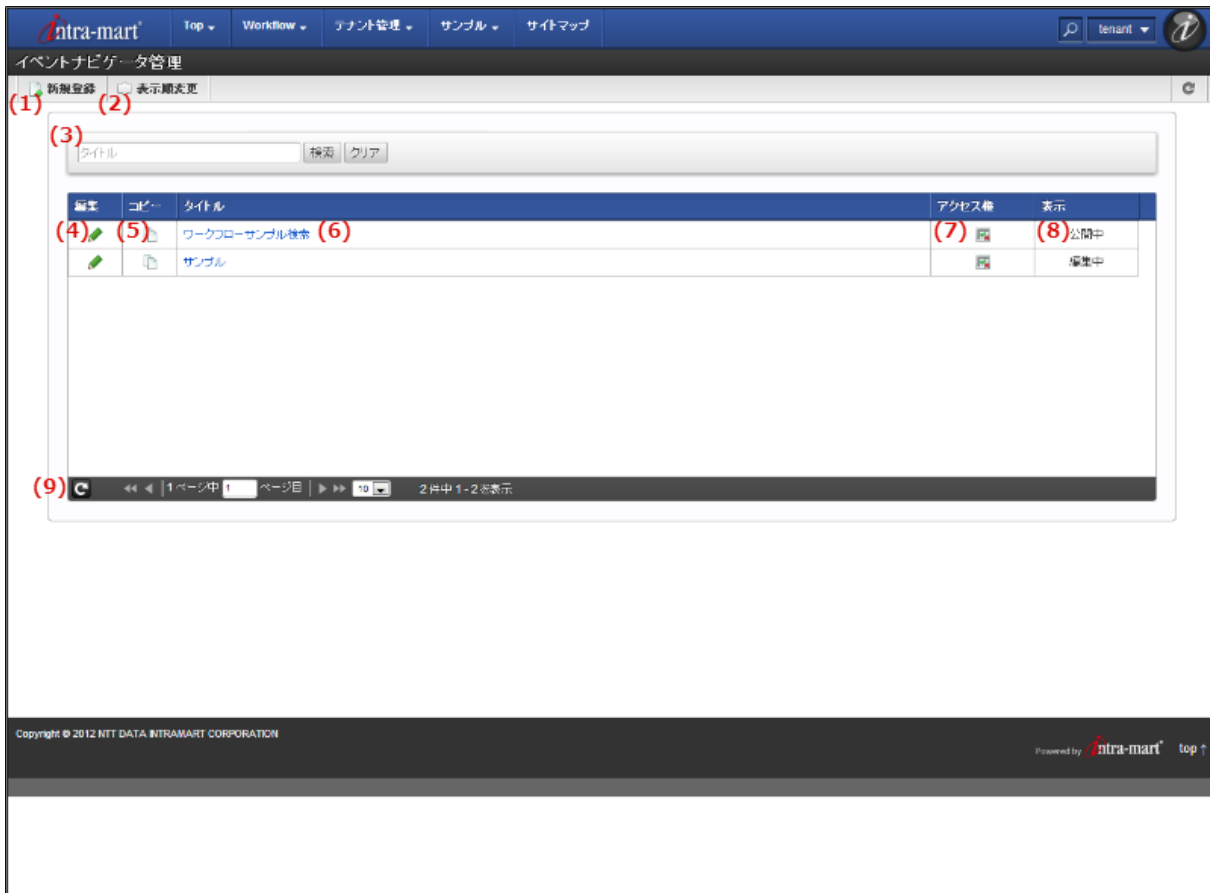 intra-mart Top Workflow テナント管理 サンプル サイトマップ tenant
イベントナビゲータ管理
新規登録 表示順変更
(1) (2)
(3)
タイトル 検索 クリア
編集 コピー タイトル アクセス権 表示
(4) (5) ワークフローサンプル検索 (6) (7) (8) 公開中
サンプル 編集中
(9) 1 ページ中 1 ページ目 10 2 件中 1 - 2 を表示
Copyright © 2012 NTT DATA INTRAMART CORPORATION
Powered by intra-mart top ↑